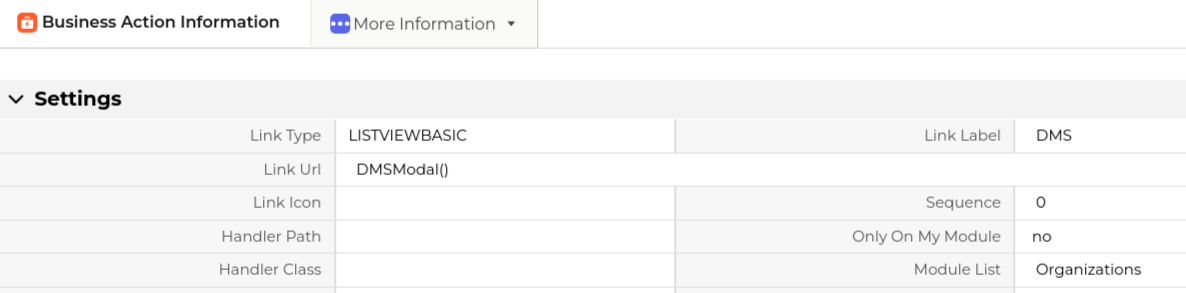 Business Action Information More Information
Settings
Link Type LISTVIEWBASIC Link Label DMS
Link Url DMSModal()
Link Icon Sequence 0
Handler Path Only On My Module no
Handler Class Module List Organizations